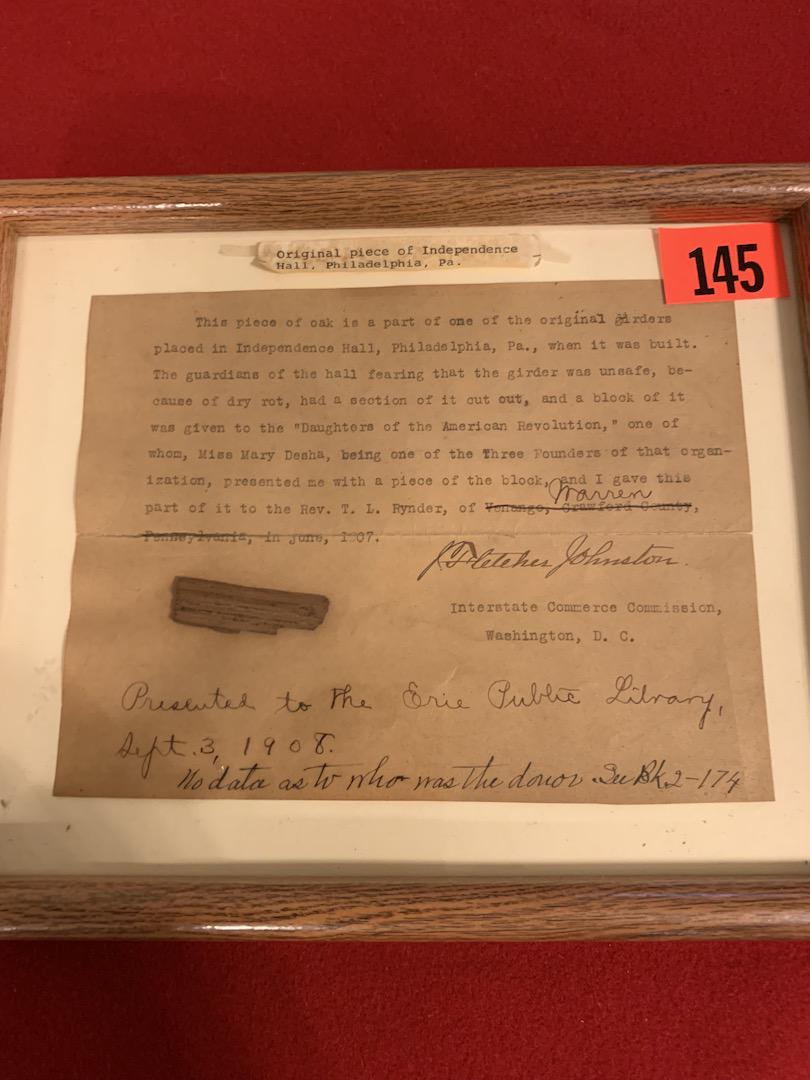 Original piece of Independence
Hall, Philadelphia, Pa.
145
This piece of oak is a part of one of the original girders
placed in Independence Hall, Philadelphia, Pa., when it was built.
The guardians of the hall fearing that the girder was unsafe, be-
cause of dry rot, had a section of it cut out, and a block of it
was given to the "Daughters of the American Revolution," one of
whom, Miss Mary Desha, being one of the Three Founders of that organ-
ization, presented me with a piece of the block, and I gave this
Warren
part of it to the Rev. T. L. Rynder, of Venango, Crawford County,
Pennsylvania, in june, 1907.
J Fletcher Johnston.
Interstate Commerce Commission,
Washington, D. C.
Presented to the Erie Public Library,
Sept. 3, 1908.
No data as to who was the donor See Bk. 2-174